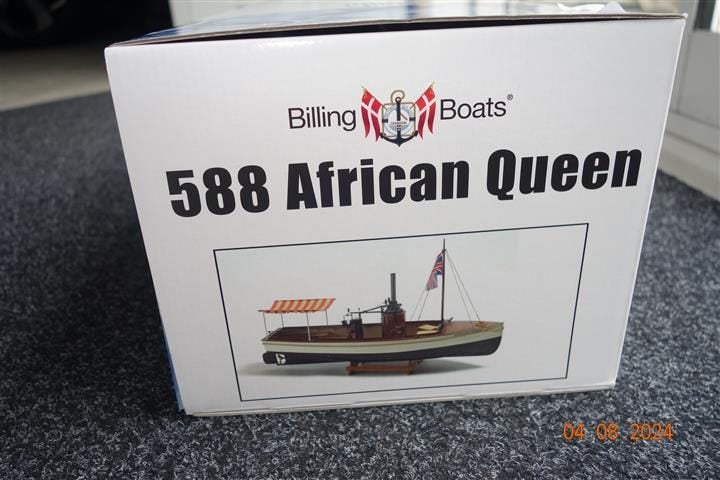 Billing Boats®
588 African Queen
04 08 2024